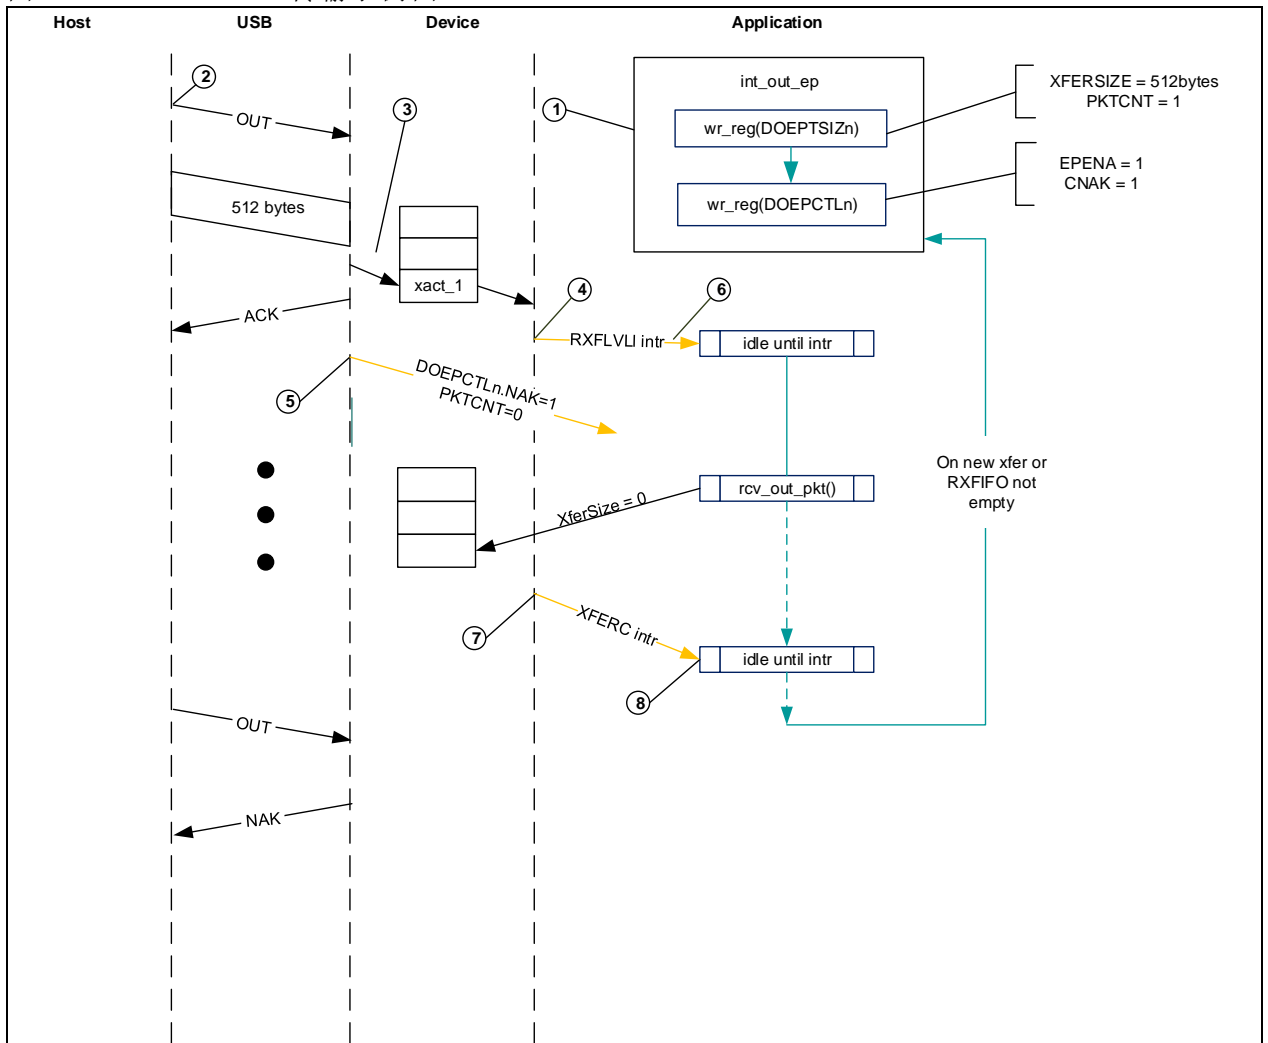 Host
USB
Device
Application
2
OUT
3
1
int_out_ep
wr_reg(DOEPTSIZn)
wr_reg(DOEPCTLn)
XFERSIZE = 512bytes
PKTCNT = 1
EPENA = 1
CNAK = 1
512 bytes
xact_1
ACK
4
6
RXFLVLI intr
idle until intr
5
DOEPCTLn.NAK=1
PKTCNT=0
On new xfer or
RXFIFO not
empty
rcv_out_pkt()
XferSize = 0
7
XFERC intr
idle until intr
8
OUT
NAK